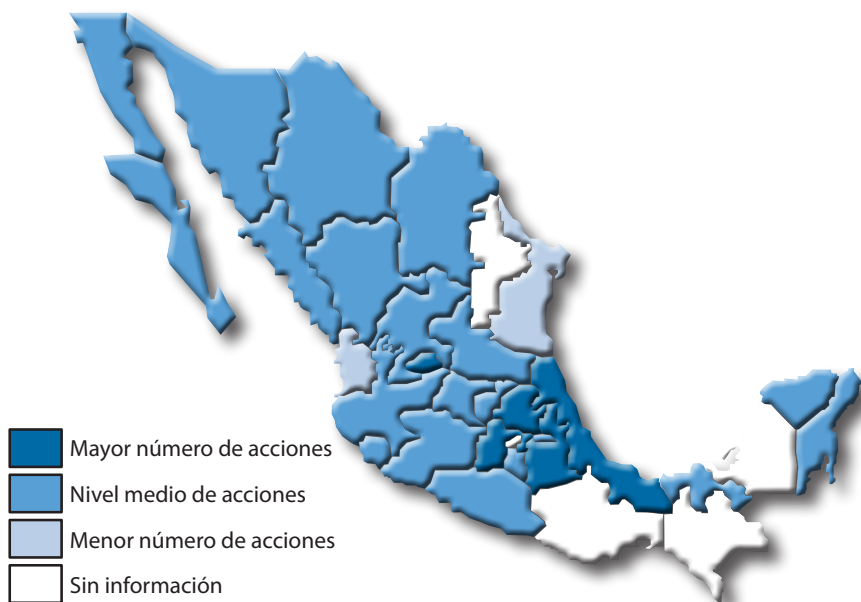 Mayor número de acciones
Nivel medio de acciones
Menor número de acciones
Sin información